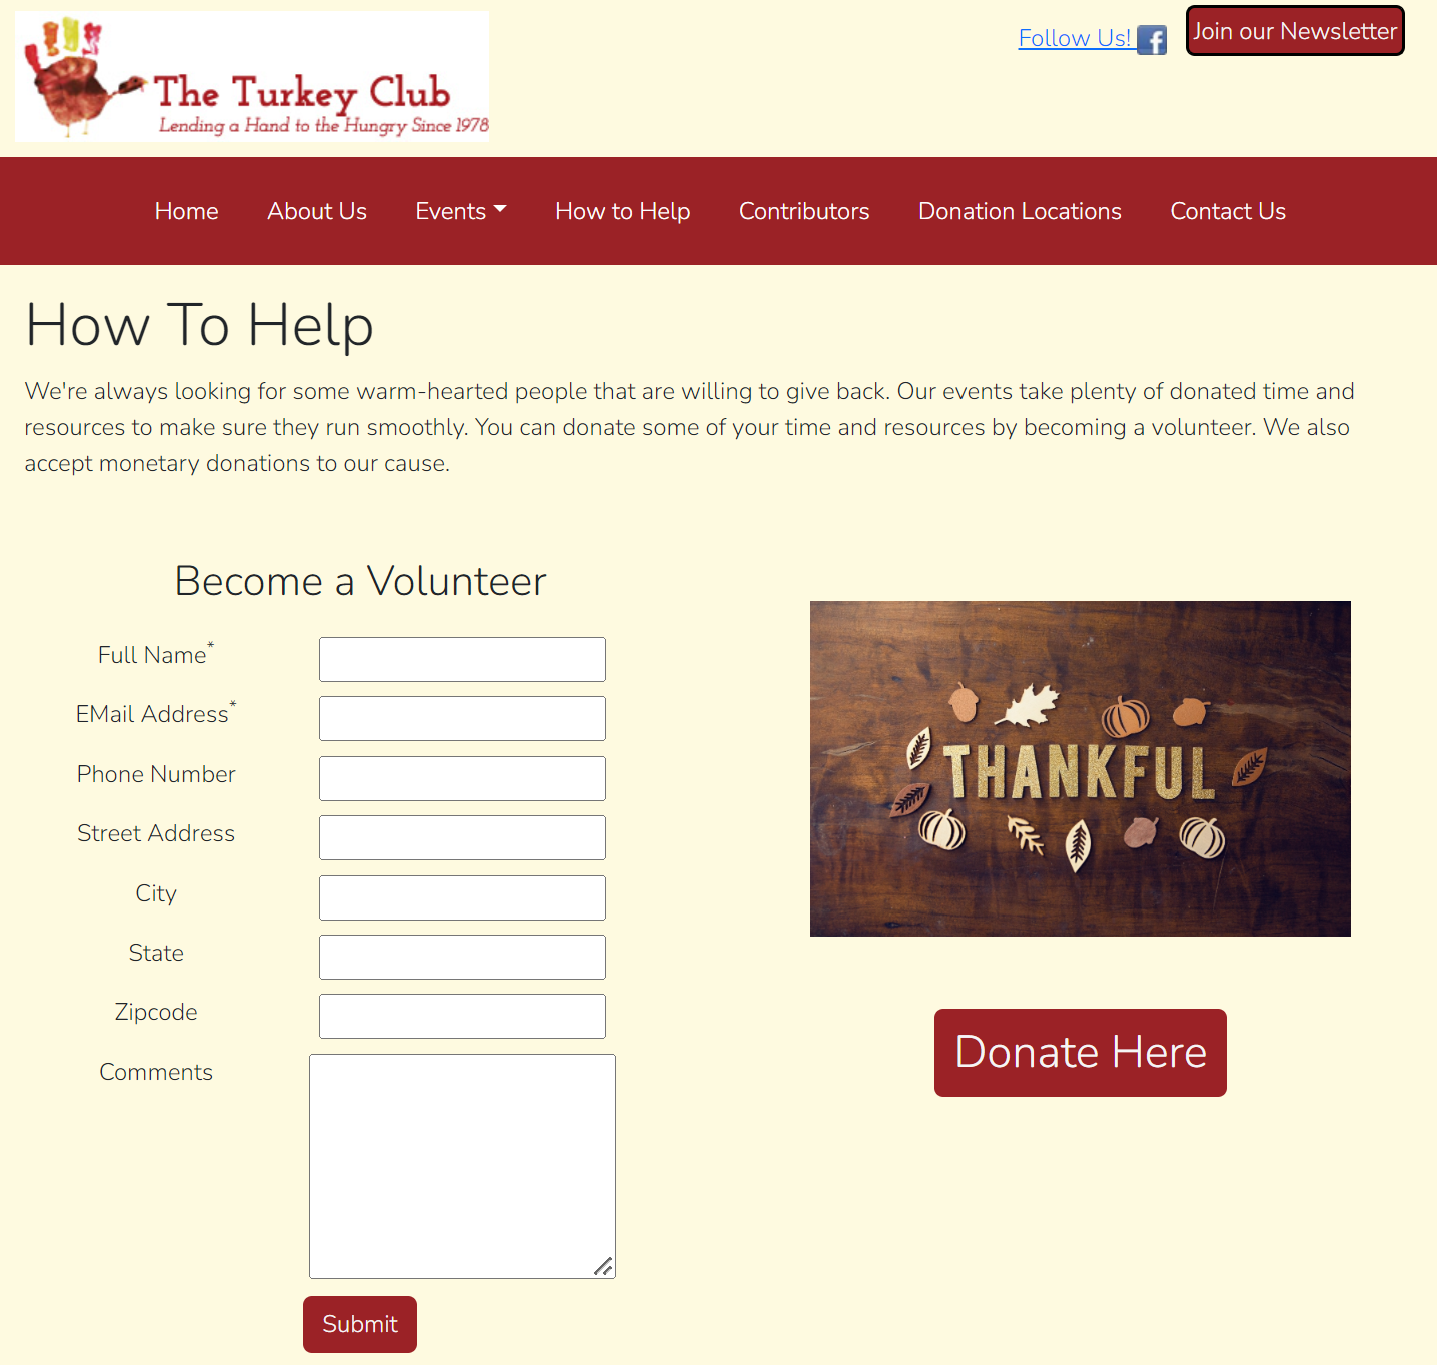 The Turkey Club
Lending a Hand to the Hungry Since 1978
Follow Us!
Join our Newsletter
Home About Us Events How to Help Contributors Donation Locations Contact Us
How To Help
We're always looking for some warm-hearted people that are willing to give back. Our events take plenty of donated time and
resources to make sure they run smoothly. You can donate some of your time and resources by becoming a volunteer. We also
accept monetary donations to our cause.
Become a Volunteer
Full Name*
EMail Address*
Phone Number
Street Address
City
State
Zipcode
Comments
Submit
THANKFUL
Donate Here